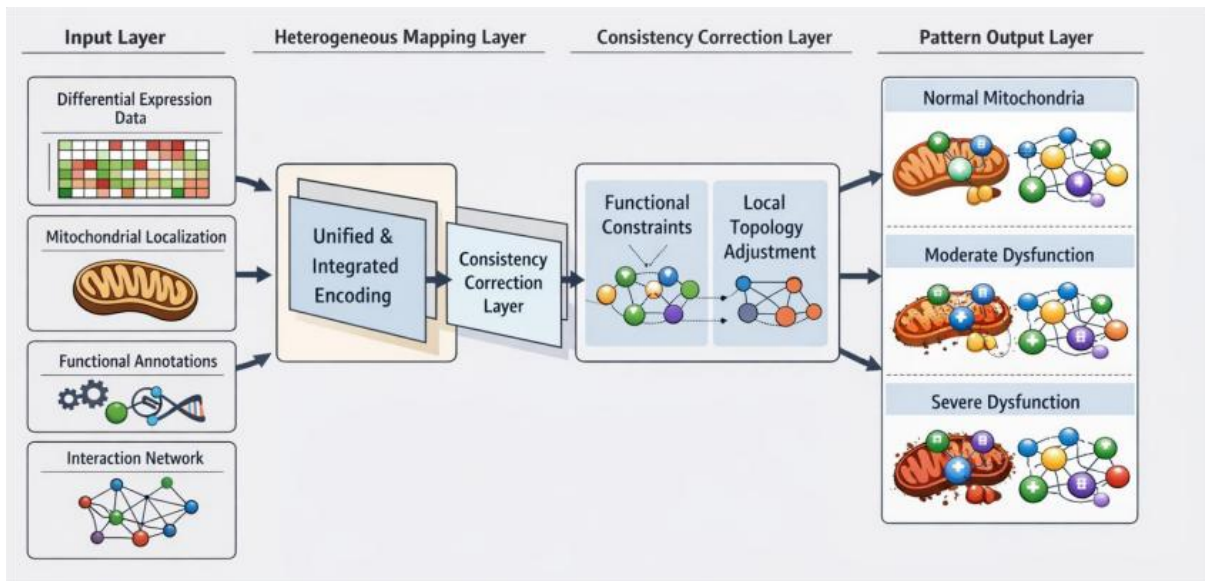 Input Layer
Heterogeneous Mapping Layer
Consistency Correction Layer
Pattern Output Layer
Differential Expression
Data
Mitochondrial Localization
Functional Annotations
Interaction Network
Unified &
Integrated
Encoding
Consistency
Correction
Layer
Functional
Constraints
Local
Topology
Adjustment
Normal Mitochondria
Moderate Dysfunction
Severe Dysfunction